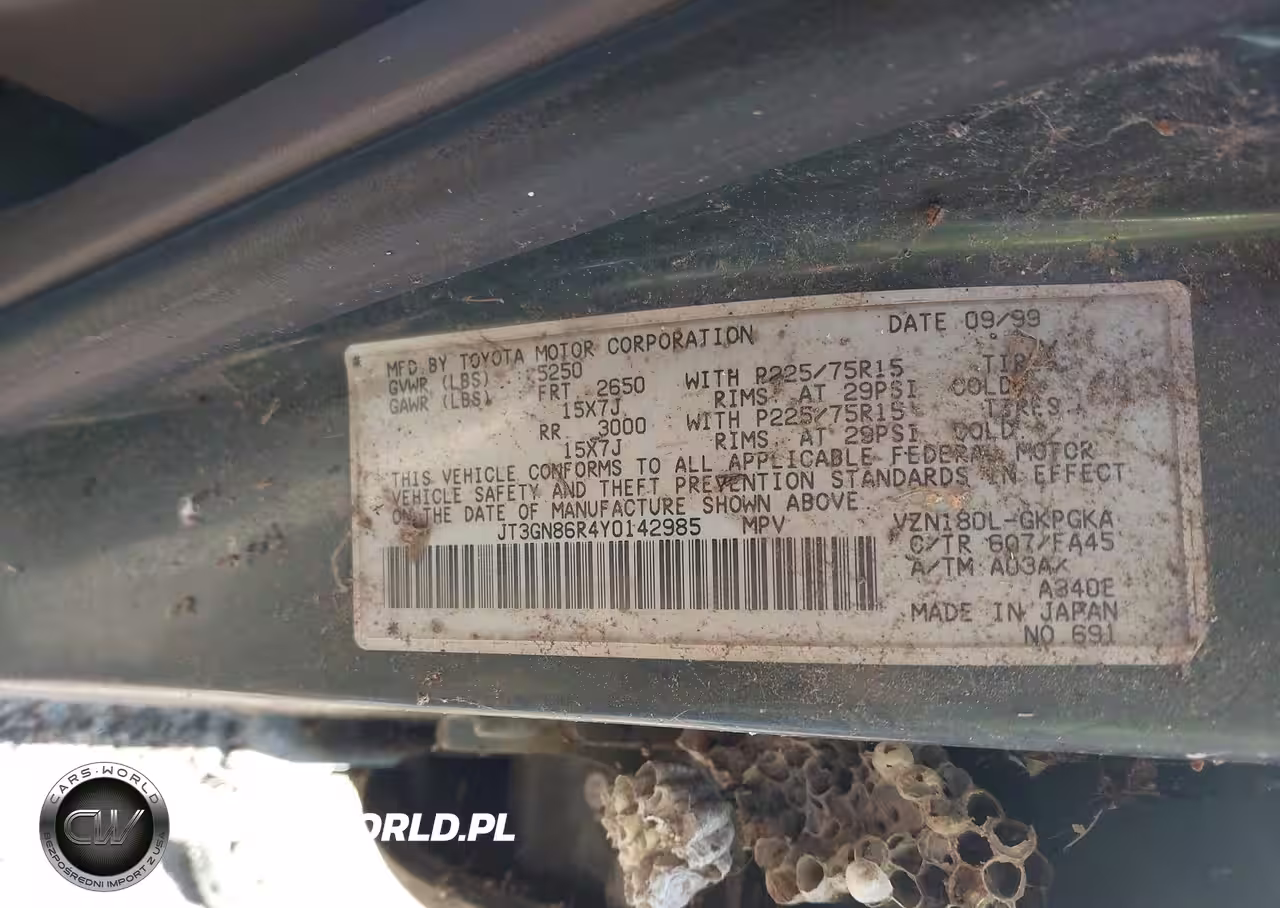 MFD BY TOYOTA MOTOR CORPORATION DATE 09/99
GVWR (LBS) 5250
GAWR (LBS) FRT 2650 WITH P225/75R15
15X7J RIMS AT 29PSI COLD
RR 3000 WITH P225/75R15 TIRES
15X7J RIMS AT 29PSI COLD
THIS VEHICLE CONFORMS TO ALL APPLICABLE FEDERAL MOTOR
VEHICLE SAFETY AND THEFT PREVENTION STANDARDS IN EFFECT
ON THE DATE OF MANUFACTURE SHOWN ABOVE
JT3GN86R4Y0142985 MPV
VZN180L-GKPGKA
C/TR 607/FA45
A/TM A03A/
A340E
MADE IN JAPAN
NO 691
CARS-WORLD
CW
BEZPOŚREDNI IMPORT Z USA
ORLD.PL